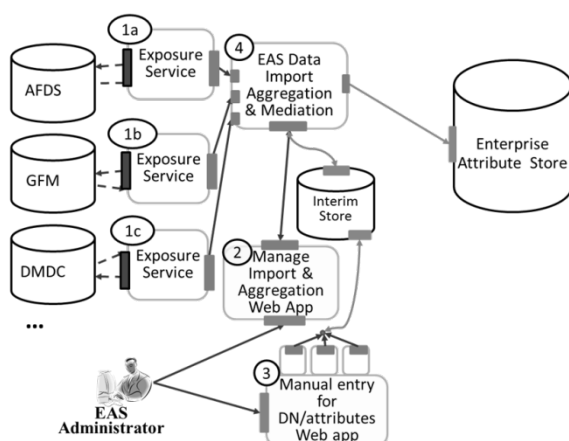 1a
Exposure
Service
AFDS
1b
Exposure
Service
GFM
1c
Exposure
Service
DMDC
...
4
EAS Data
Import
Aggregation
& Mediation
Enterprise
Attribute Store
Interim
Store
2
Manage
Import &
Aggregation
Web App
3
Manual entry
for
DN/attributes
Web app
EAS
Administrator